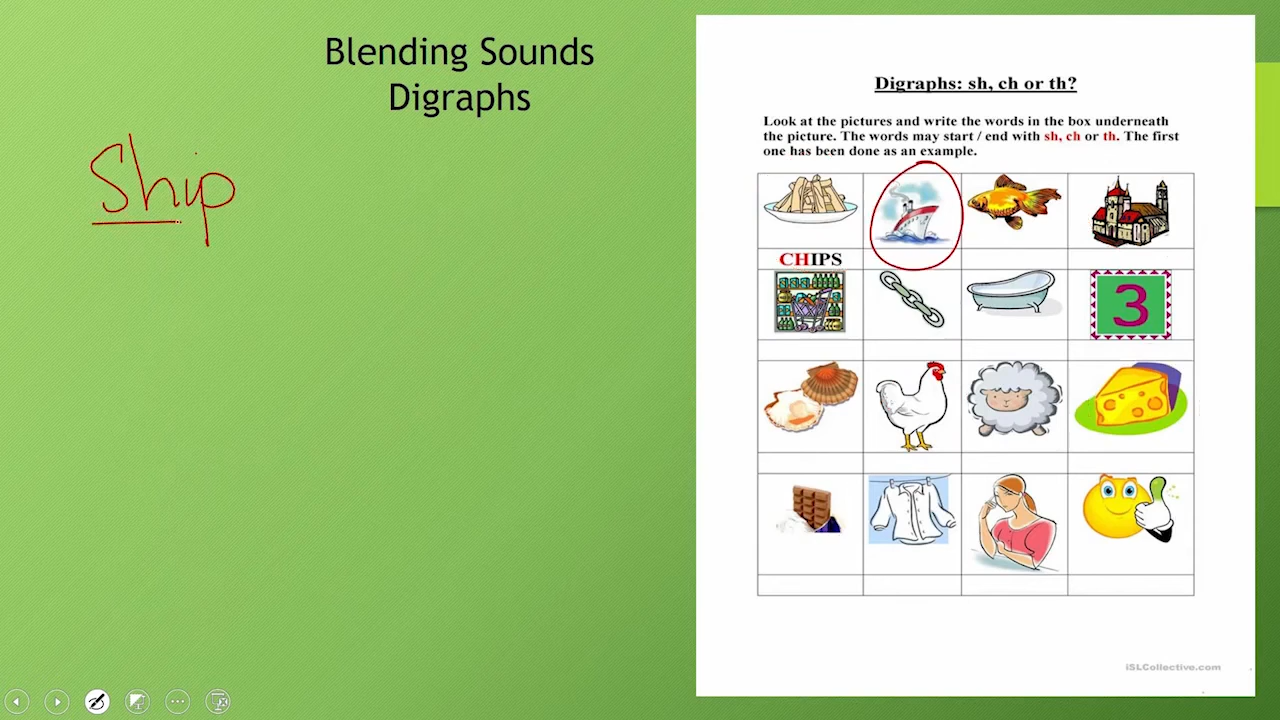 Blending Sounds
Digraphs
Ship
Digraphs: sh, ch or th?
Look at the pictures and write the words in the box underneath
the picture. The words may start / end with sh, ch or th. The first
one has been done as an example.
CHIPS
3
iSLCollective.com